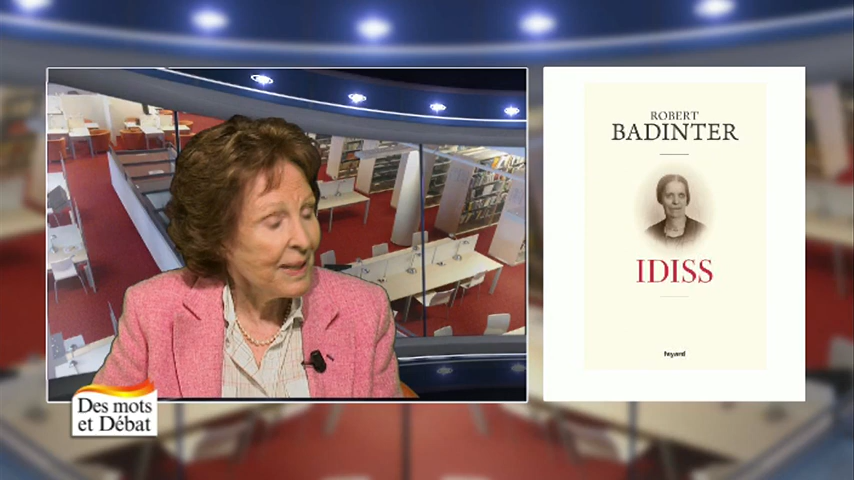 ROBERT
BADINTER
IDISS
fayard
Des mots
et Débat